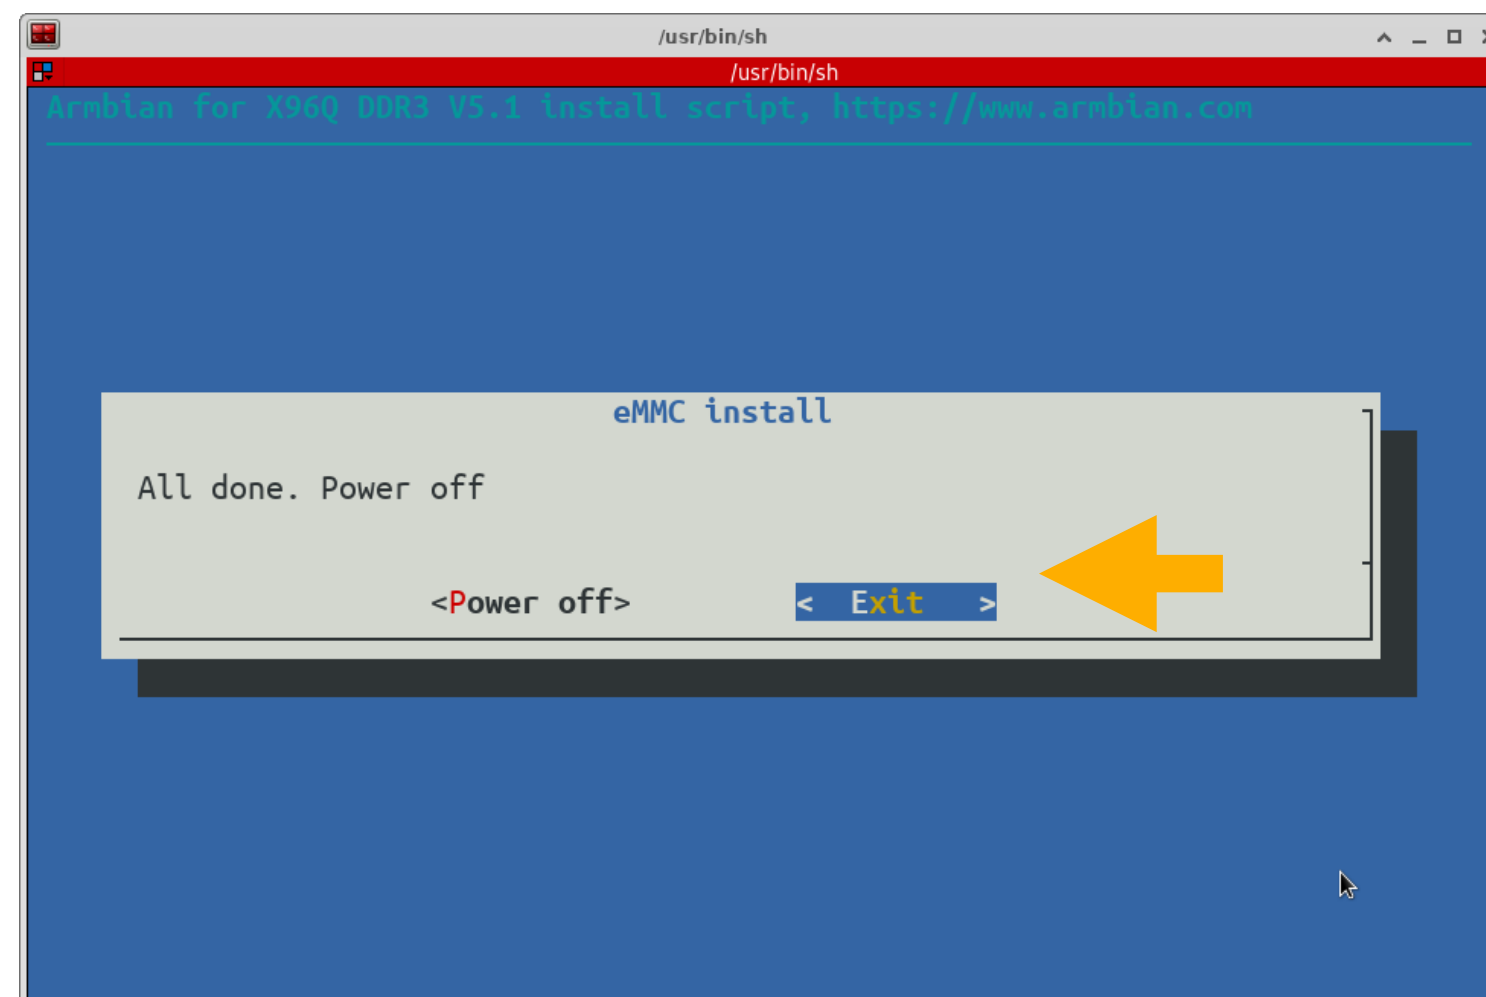 /usr/bin/sh
/usr/bin/sh
Armbian for X96Q DDR3 V5.1 install script, https://www.armbian.com
eMMC install
All done. Power off
<Power off> < Exit >